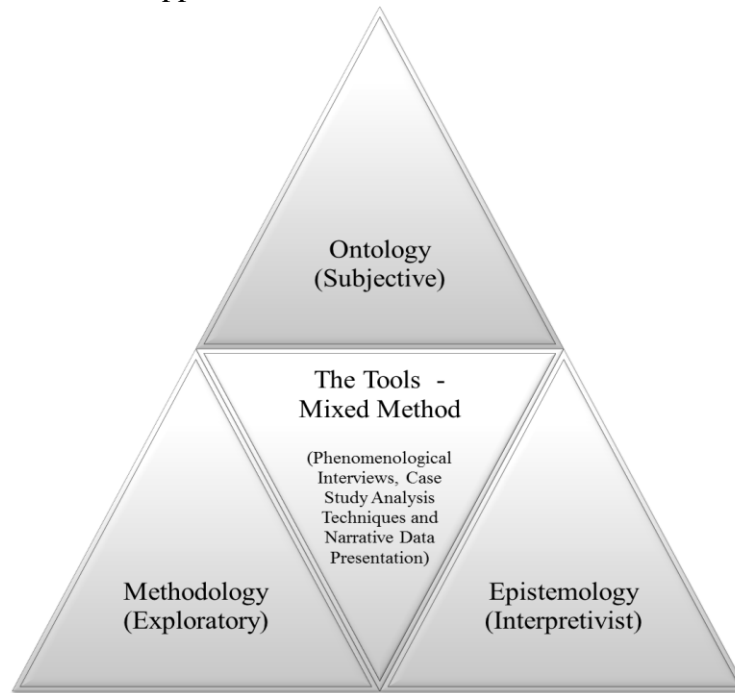 Ontology
(Subjective)
The Tools -
Mixed Method
(Phenomenological
Interviews, Case
Study Analysis
Techniques and
Narrative Data
Presentation)
Methodology
(Exploratory)
Epistemology
(Interpretivist)